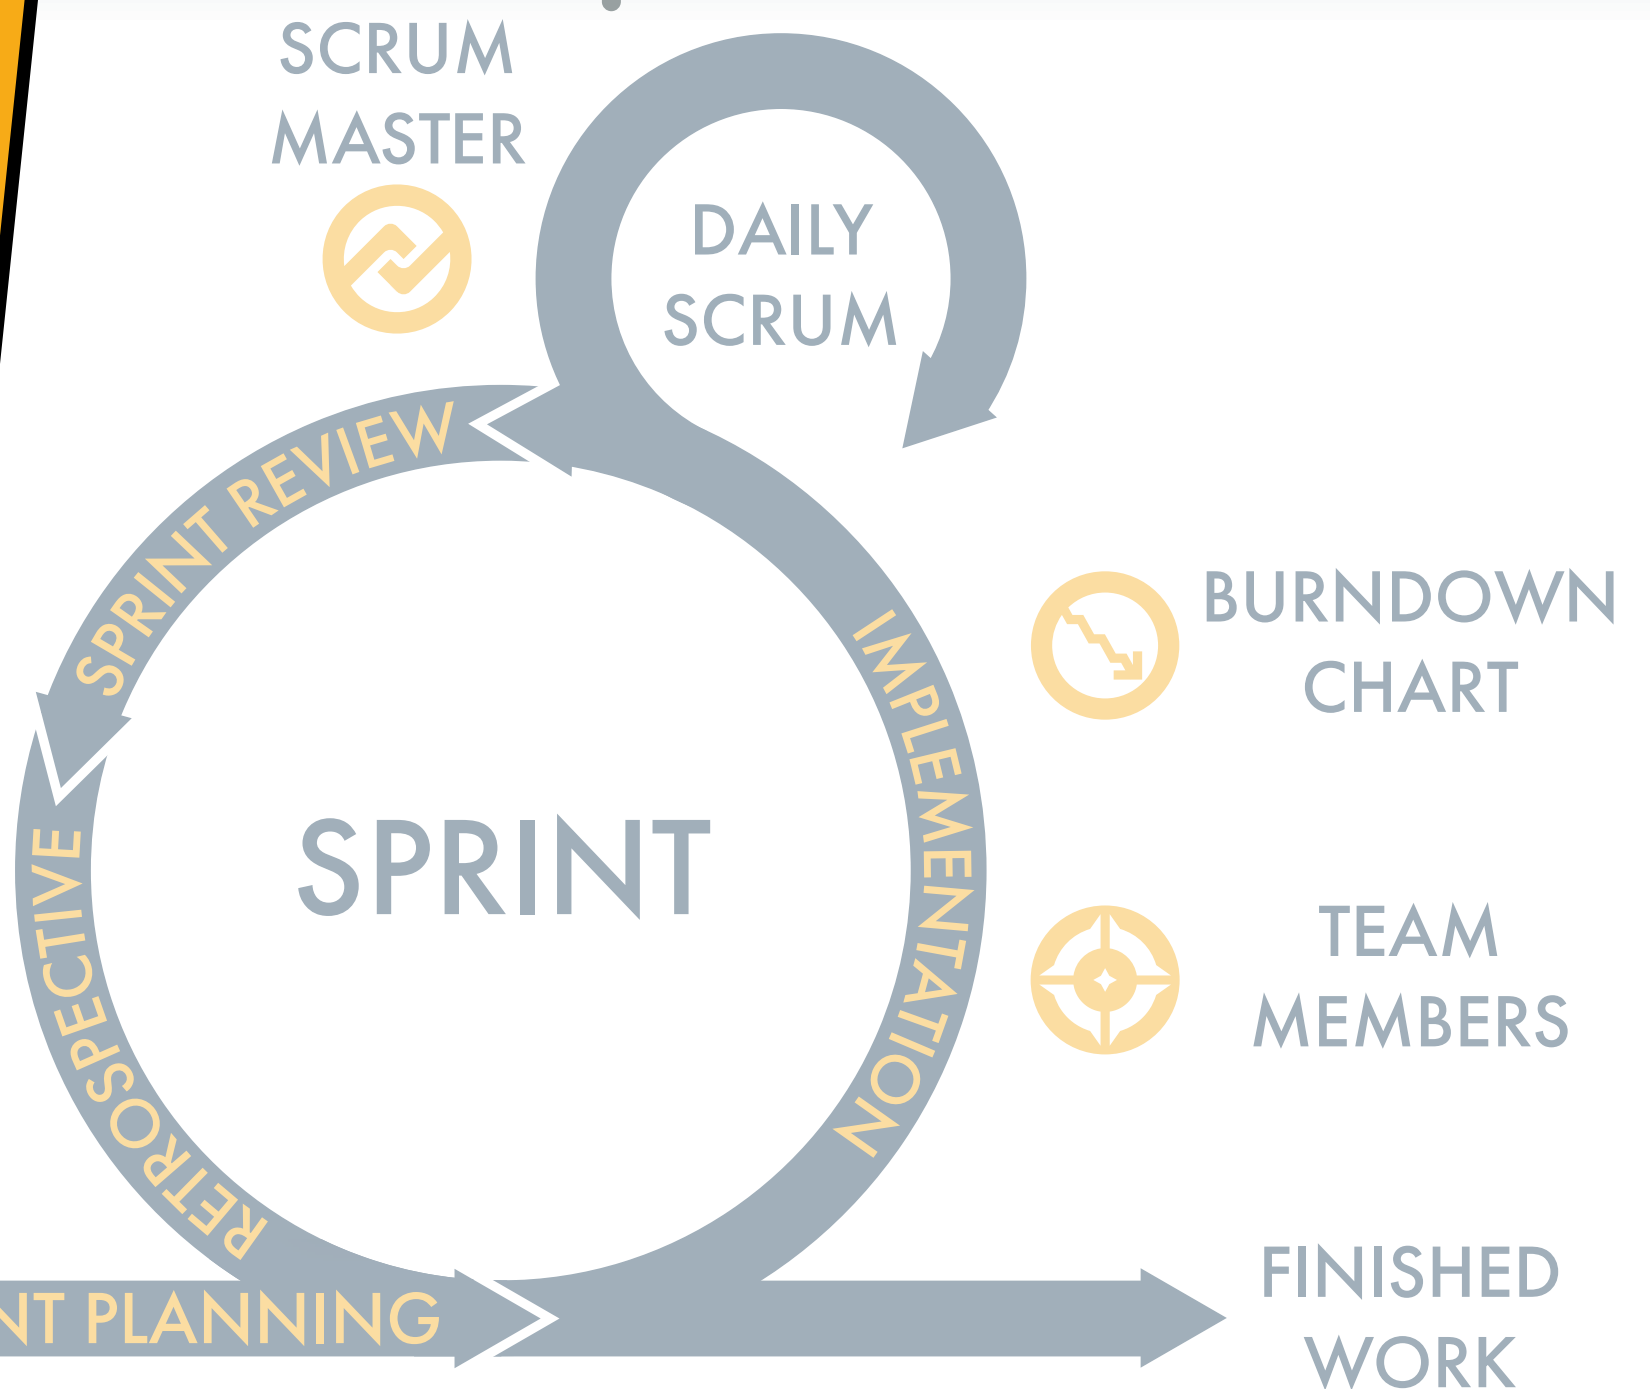 SCRUM
MASTER
DAILY
SCRUM
SPRINT REVIEW
IMPLEMENTATION
BURNDOWN
CHART
SPRINT
RETROSPECTIVE
TEAM
MEMBERS
NT PLANNING
FINISHED
WORK